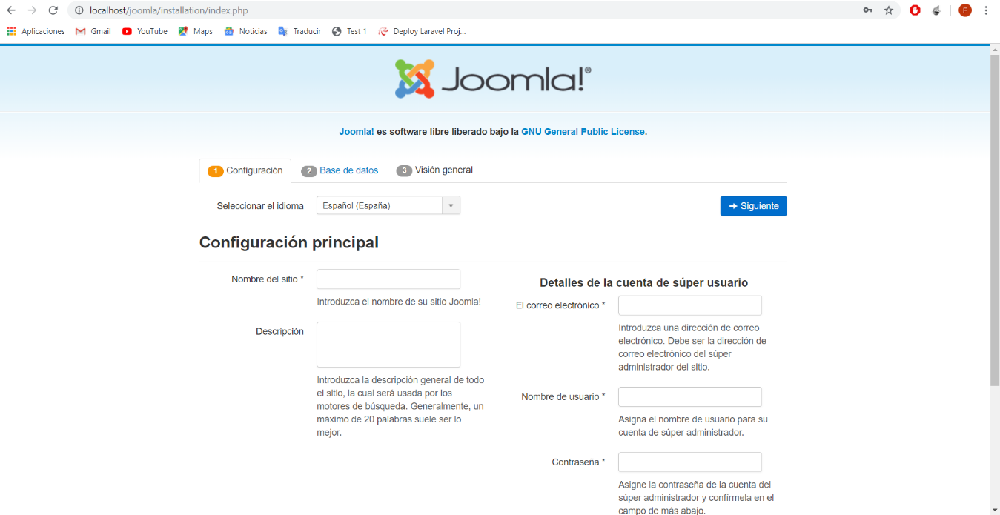 localhost/joomla/installation/index.php
F
Aplicaciones Gmail YouTube Maps Noticias Traducir Test 1 Deploy Laravel Proj...
Joomla!®
Joomla! es software libre liberado bajo la GNU General Public License.
1 Configuración 2 Base de datos 3 Visión general
Seleccionar el idioma Español (España) Siguiente
Configuración principal
Nombre del sitio *
Introduzca el nombre de su sitio Joomla!
Descripción
Introduzca la descripción general de todo
el sitio, la cual será usada por los
motores de búsqueda. Generalmente, un
máximo de 20 palabras suele ser lo
mejor.
Detalles de la cuenta de súper usuario
El correo electrónico *
Introduzca una dirección de correo
electrónico. Debe ser la dirección de
correo electrónico del súper
administrador del sitio.
Nombre de usuario *
Asigna el nombre de usuario para su
cuenta de súper administrador.
Contraseña *
Asigne la contraseña de la cuenta del
súper administrador y confírmela en el
campo de más abajo.